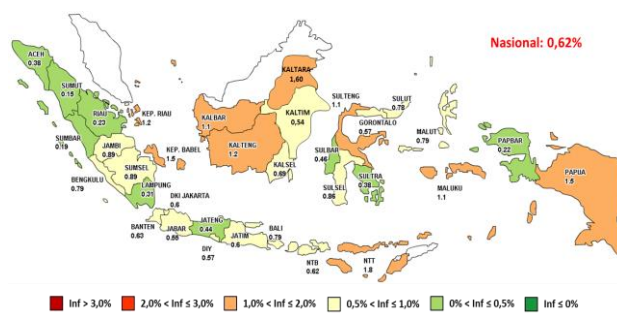 Nasional: 0,62%
ACEH
0.38
SUMUT
0.15
RIAU
0.23
KEP. RIAU
1.2
SUMBAR
0.19
JAMBI
0.89
KEP. BABEL
1.5
SUMSEL
0.89
BENGKULU
0.79
LAMPUNG
0.31
DKI JAKARTA
0.6
BANTEN
0.63
JABAR
JATENG
0.44
DIY
0.57
JATIM
0.6
BALI
0.79
NTB
0.62
NTT
1.8
KALBAR
1.1
KALTENG
1.2
KALTARA
1,60
KALTIM
0,54
KALSEL
SULTENG
1.1
SULUT
0.78
GORONTALO
0.57
SULBAR
0.46
SULSEL
0.86
SULTRA
0.38
MALUT
0.79
MALUKU
1.1
PAPBAR
0.22
PAPUA
Inf > 3,0%
2,0% < Inf ≤ 3,0%
1,0% < Inf ≤ 2,0%
0,5% < Inf ≤ 1,0%
0% < Inf ≤ 0,5%
Inf ≤ 0%